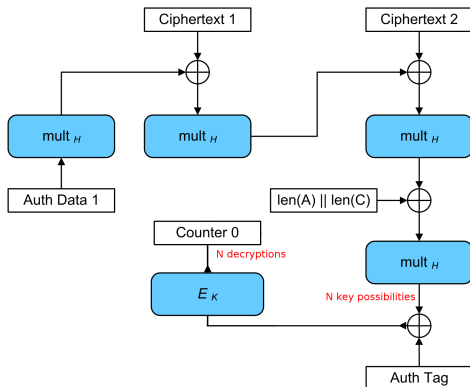 Ciphertext 1
Ciphertext 2
mult H
mult H
mult H
Auth Data 1
len(A) || len(C)
Counter 0
N decryptions
mult H
E K
N key possibilities
Auth Tag